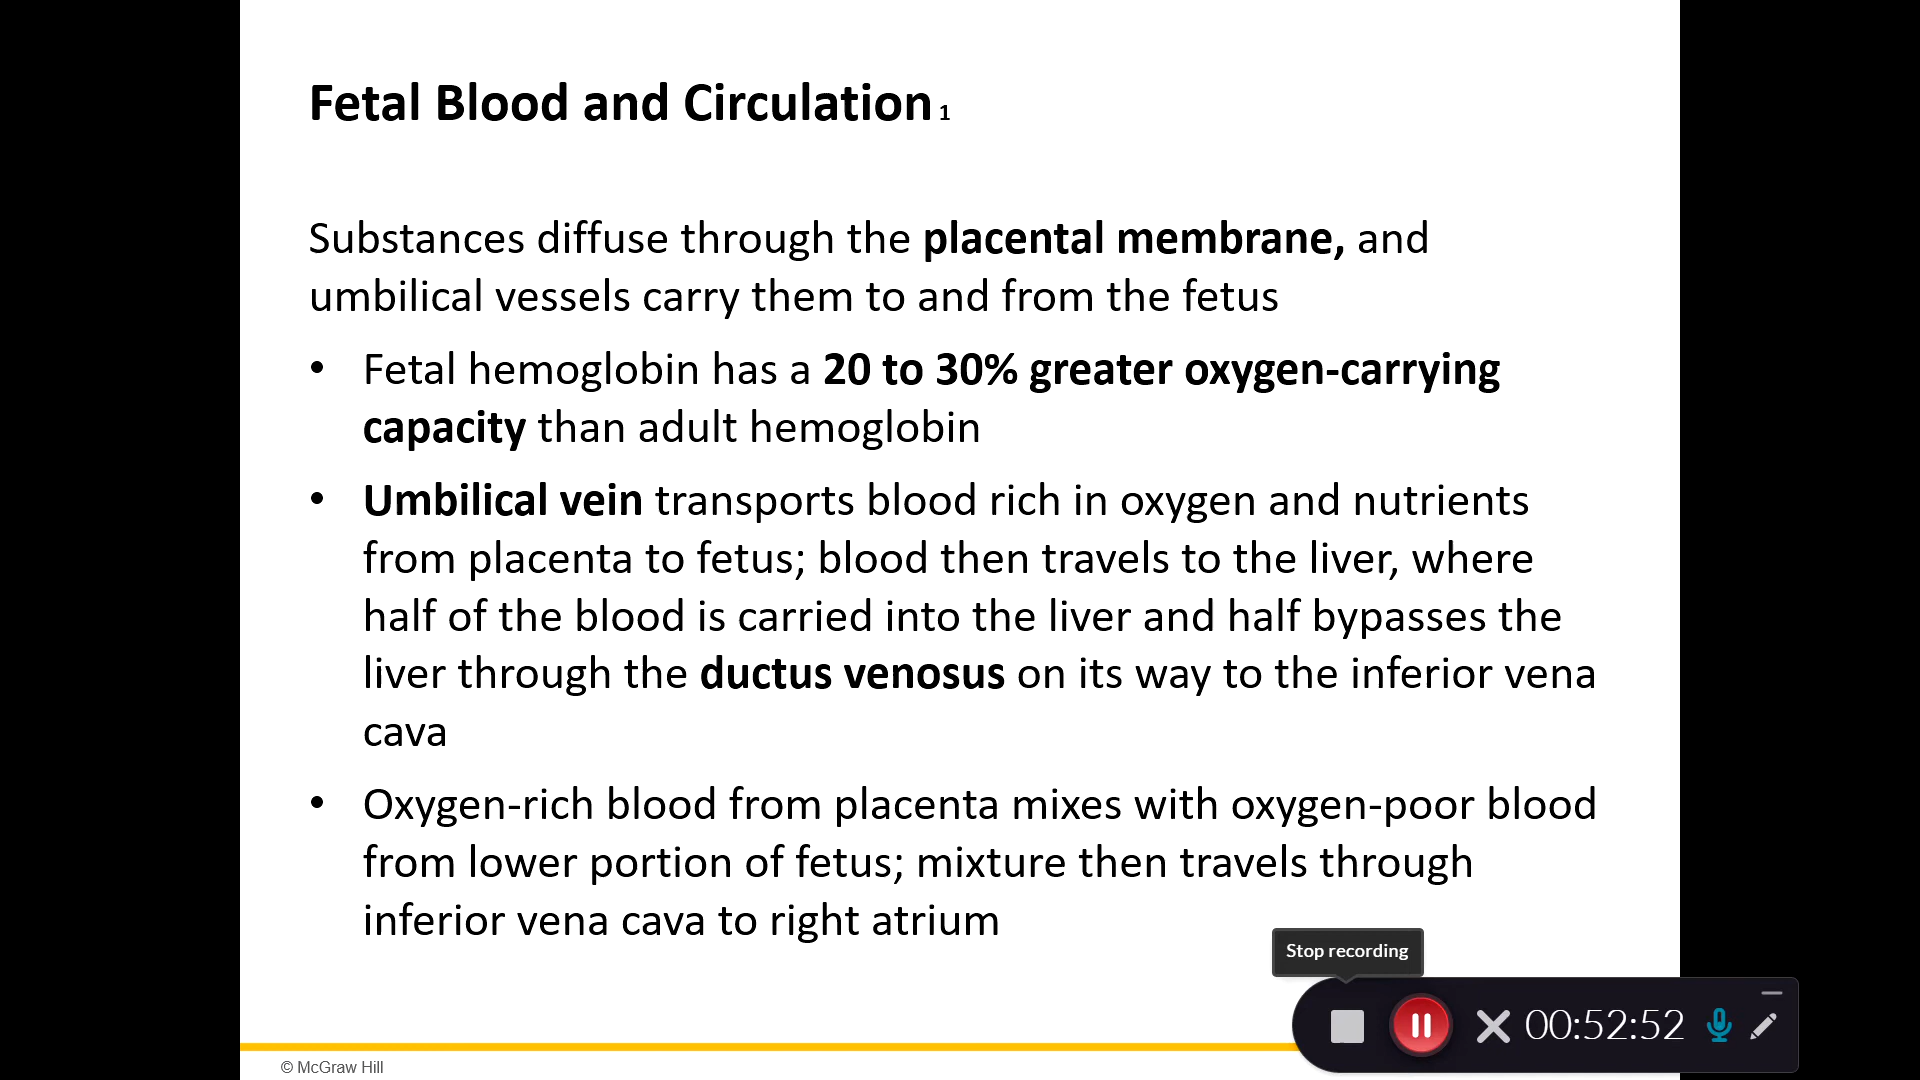 Fetal Blood and Circulation 1
Substances diffuse through the placental membrane, and
umbilical vessels carry them to and from the fetus
• Fetal hemoglobin has a 20 to 30% greater oxygen-carrying
capacity than adult hemoglobin
• Umbilical vein transports blood rich in oxygen and nutrients
from placenta to fetus; blood then travels to the liver, where
half of the blood is carried into the liver and half bypasses the
liver through the ductus venosus on its way to the inferior vena
cava
• Oxygen-rich blood from placenta mixes with oxygen-poor blood
from lower portion of fetus; mixture then travels through
inferior vena cava to right atrium
Stop recording
00:52:52
© McGraw Hill